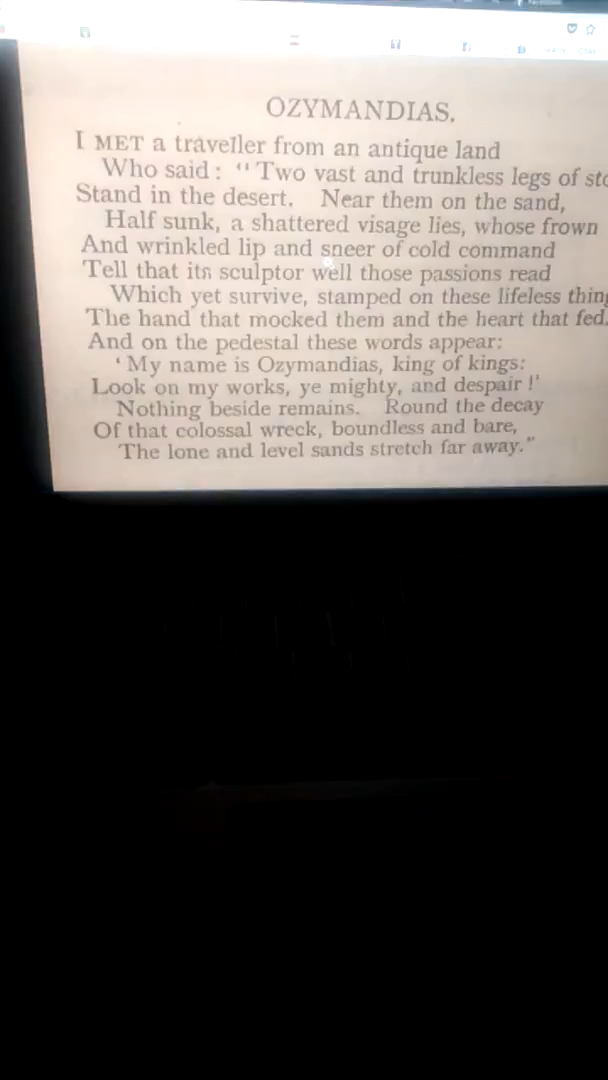 OZYMANDIAS.
I MET a traveller from an antique land
Who said: "Two vast and trunkless legs of sto
Stand in the desert. Near them on the sand,
Half sunk, a shattered visage lies, whose frown
And wrinkled lip and sneer of cold command
Tell that its sculptor well those passions read
Which yet survive, stamped on these lifeless thing
The hand that mocked them and the heart that fed.
And on the pedestal these words appear:
'My name is Ozymandias, king of kings:
Look on my works, ye mighty, and despair!'
Nothing beside remains. Round the decay
Of that colossal wreck, boundless and bare,
The lone and level sands stretch far away."